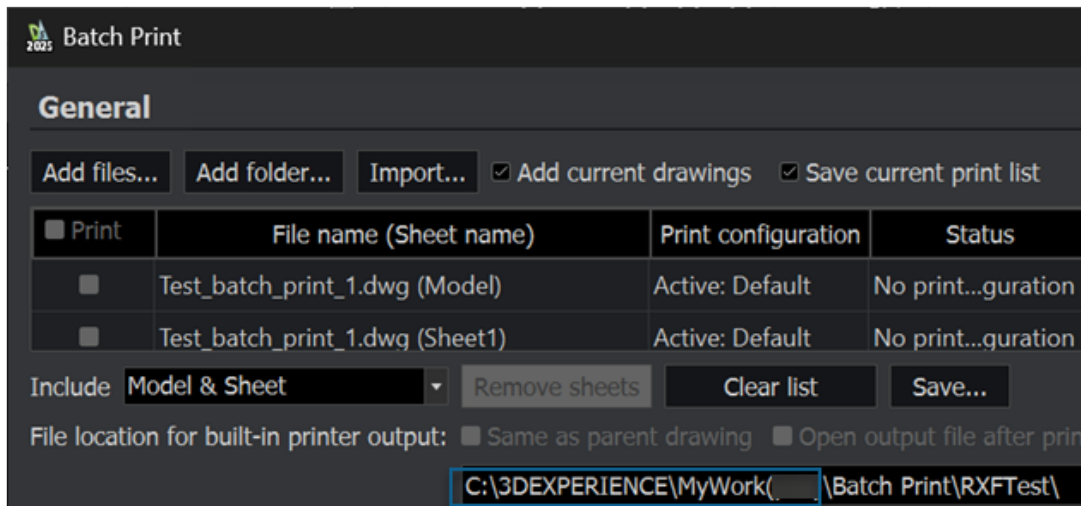 2025 Batch Print
General
Add files... Add folder... Import... Add current drawings Save current print list
Print File name (Sheet name) Print configuration Status
Test_batch_print_1.dwg (Model) Active: Default No print...guration
Test_batch_print_1.dwg (Sheet1) Active: Default No print...guration
Include Model & Sheet Remove sheets Clear list Save...
File location for built-in printer output: Same as parent drawing Open output file after prin
C:\3DEXPERIENCE\MyWork( \Batch Print\RXFTest\